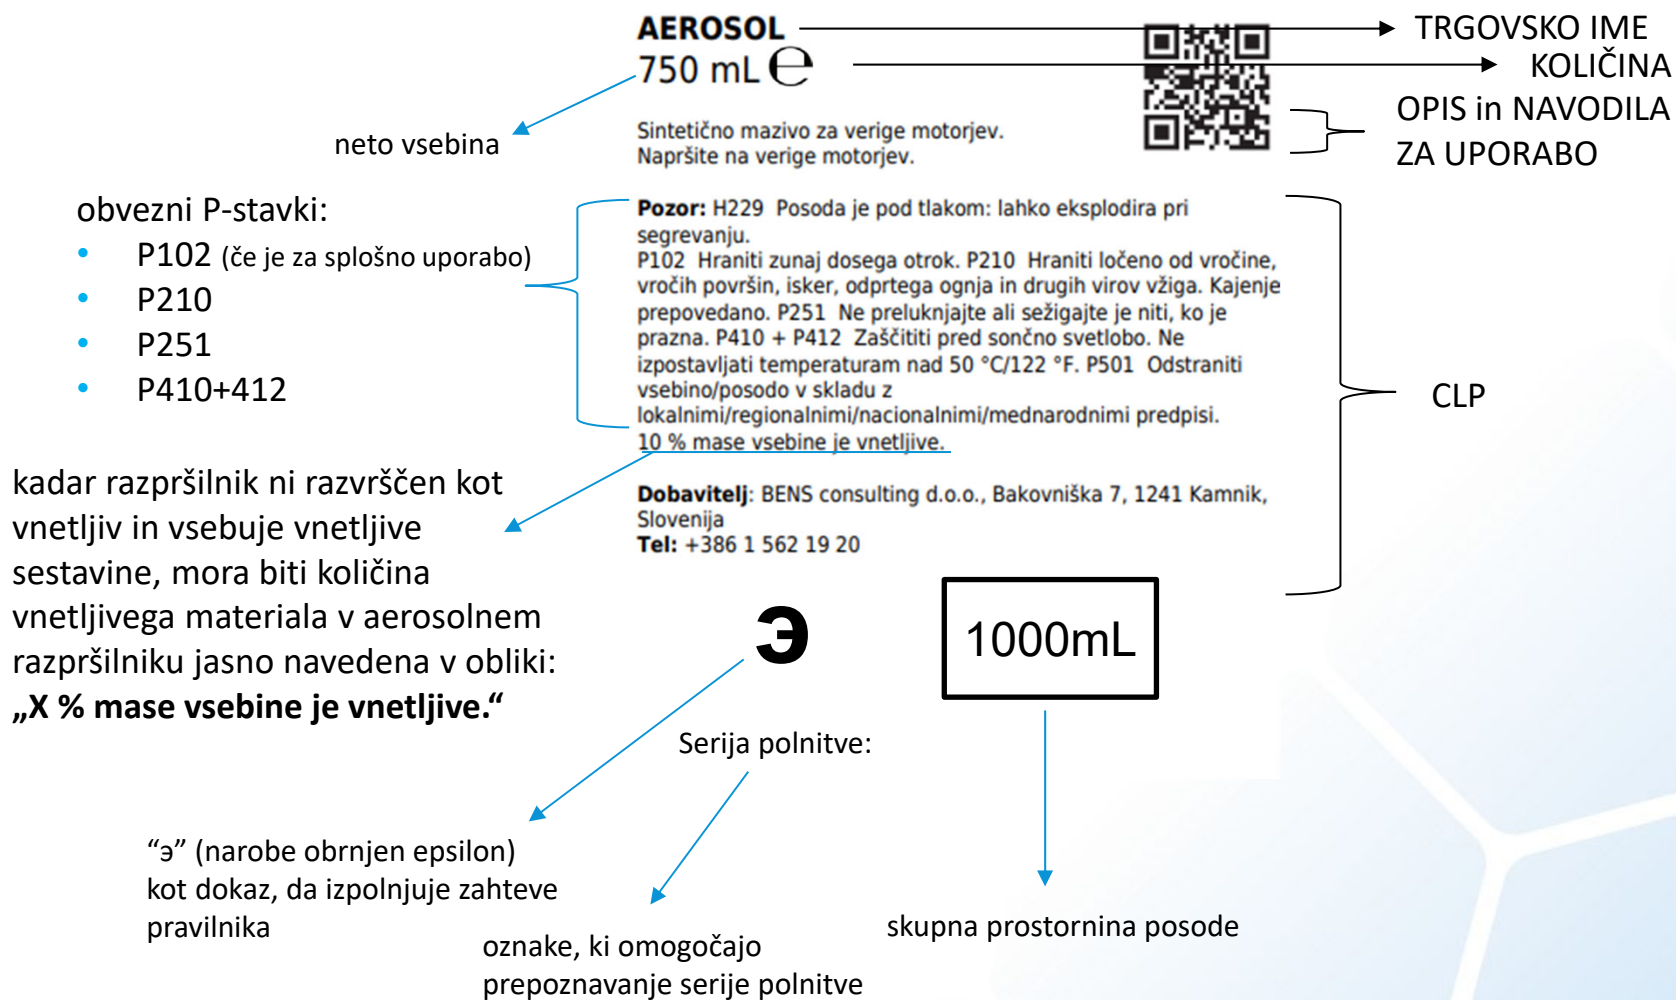 AEROSOL
750 mL ℮
TRGOVSKO IME
KOLIČINA
OPIS in NAVODILA
ZA UPORABO
neto vsebina
Sintetično mazivo za verige motorjev.
Napršite na verige motorjev.
obvezni P-stavki:
• P102 (če je za splošno uporabo)
• P210
• P251
• P410+412
Pozor: H229 Posoda je pod tlakom: lahko eksplodira pri
segrevanju.
P102 Hraniti zunaj dosega otrok. P210 Hraniti ločeno od vročine,
vročih površin, isker, odprtega ognja in drugih virov vžiga. Kajenje
prepovedano. P251 Ne preluknjajte ali sežigajte je niti, ko je
prazna. P410 + P412 Zaščititi pred sončno svetlobo. Ne
izpostavljati temperaturam nad 50 °C/122 °F. P501 Odstraniti
vsebino/posodo v skladu z
lokalnimi/regionalnimi/nacionalnimi/mednarodnimi predpisi.
10 % mase vsebine je vnetljive.
CLP
kadar razpršilnik ni razvrščen kot
vnetljiv in vsebuje vnetljive
sestavine, mora biti količina
vnetljivega materiala v aerosolnem
razpršilniku jasno navedena v obliki:
„X % mase vsebine je vnetljive.“
Dobavitelj: BENS consulting d.o.o., Bakovniška 7, 1241 Kamnik,
Slovenija
Tel: +386 1 562 19 20
э
1000mL
Serija polnitve:
“э” (narobe obrnjen epsilon)
kot dokaz, da izpolnjuje zahteve
pravilnika
oznake, ki omogočajo
prepoznavanje serije polnitve
skupna prostornina posode